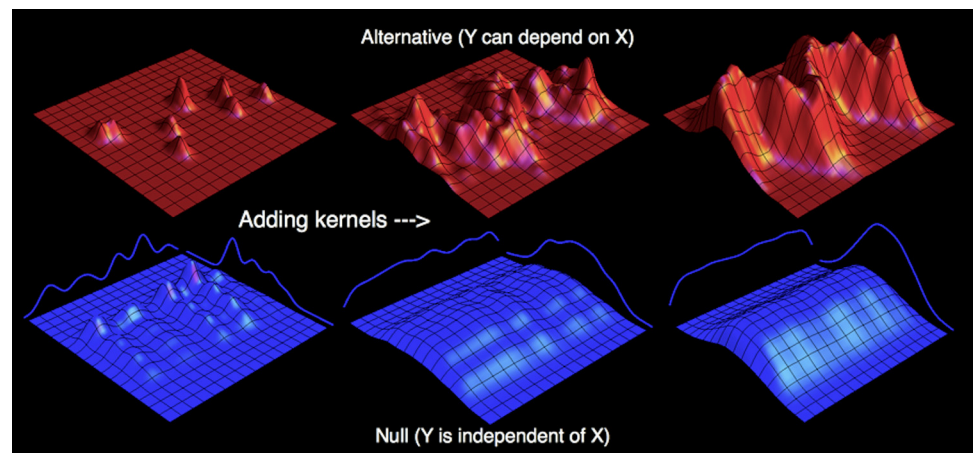 Alternative (Y can depend on X)
Adding kernels --->
Null (Y is independent of X)